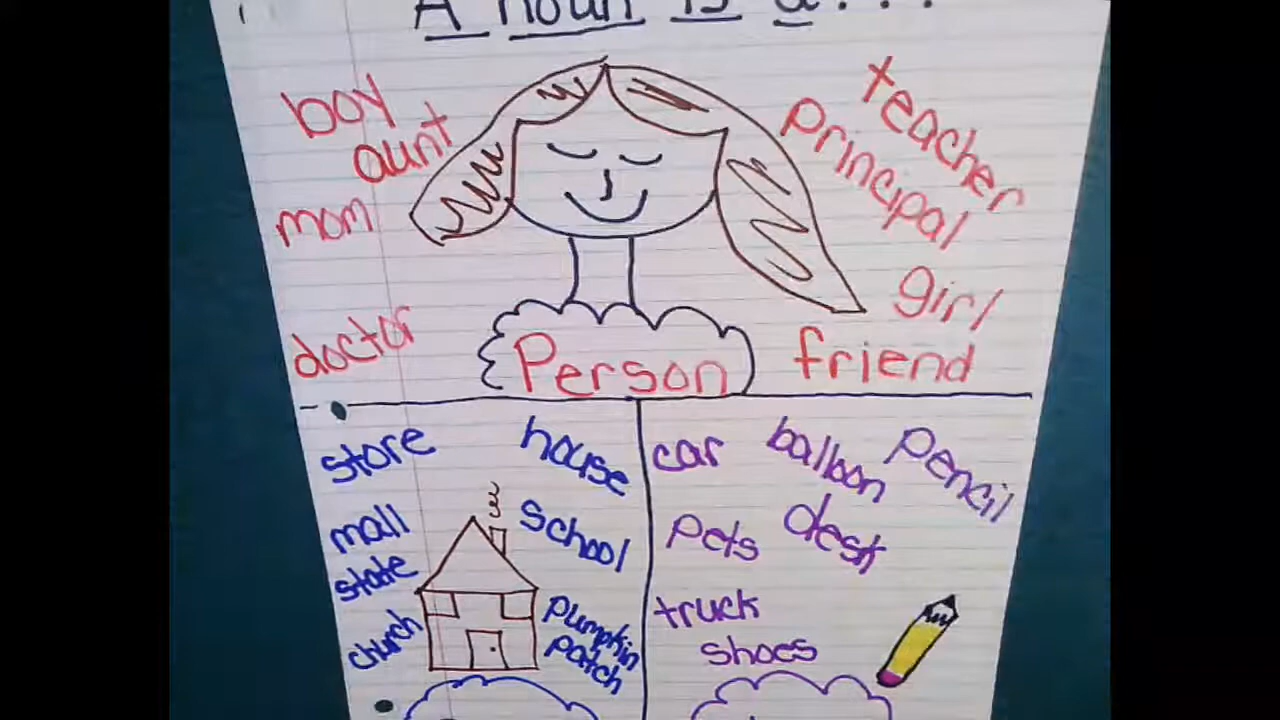 A noun is a...
boy
aunt
mom
doctor
teacher
principal
girl
friend
Person
store
house
mall
school
state
church
pumpkin
patch
car
balloon
Pencil
pets
desk
truck
shoes